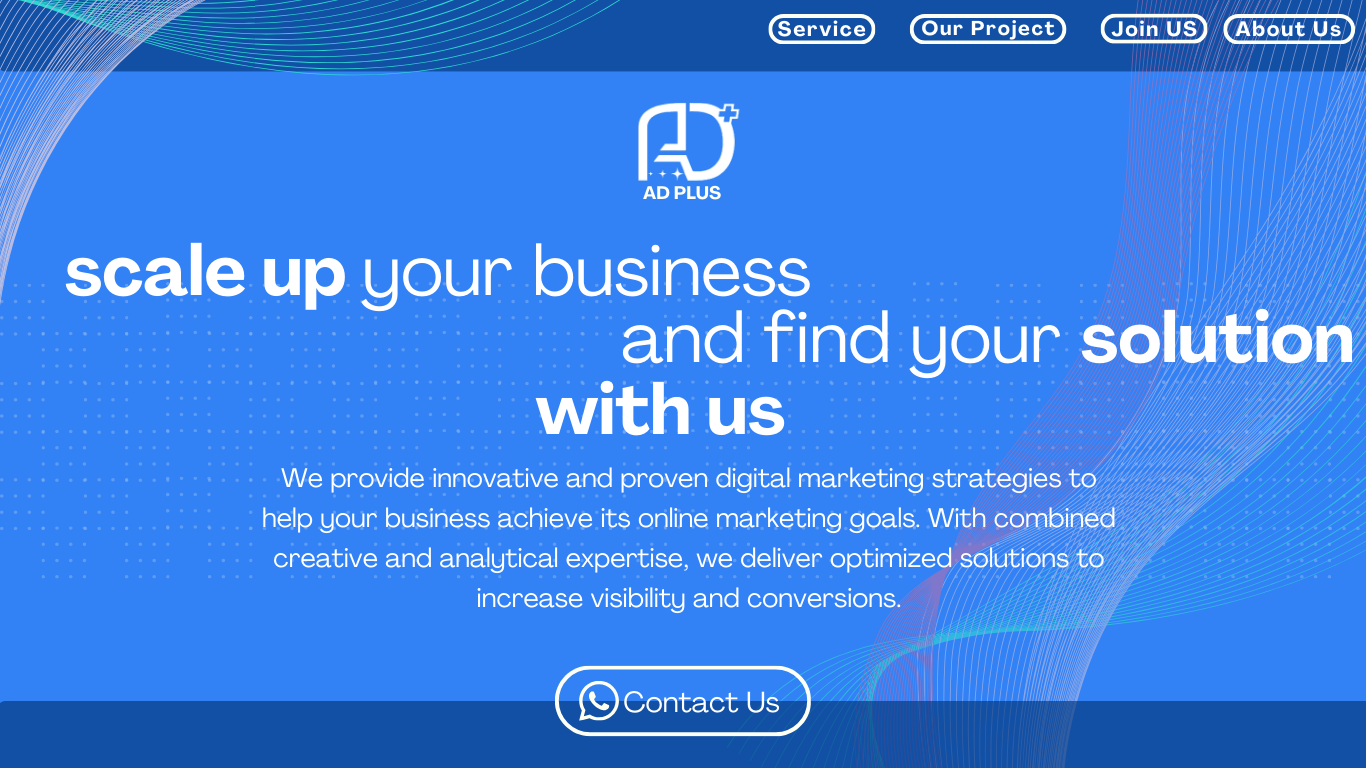 Service
Our Project
Join US
About Us
AD PLUS
scale up your business
and find your solution
with us
We provide innovative and proven digital marketing strategies to
help your business achieve its online marketing goals. With combined
creative and analytical expertise, we deliver optimized solutions to
increase visibility and conversions.
Contact Us